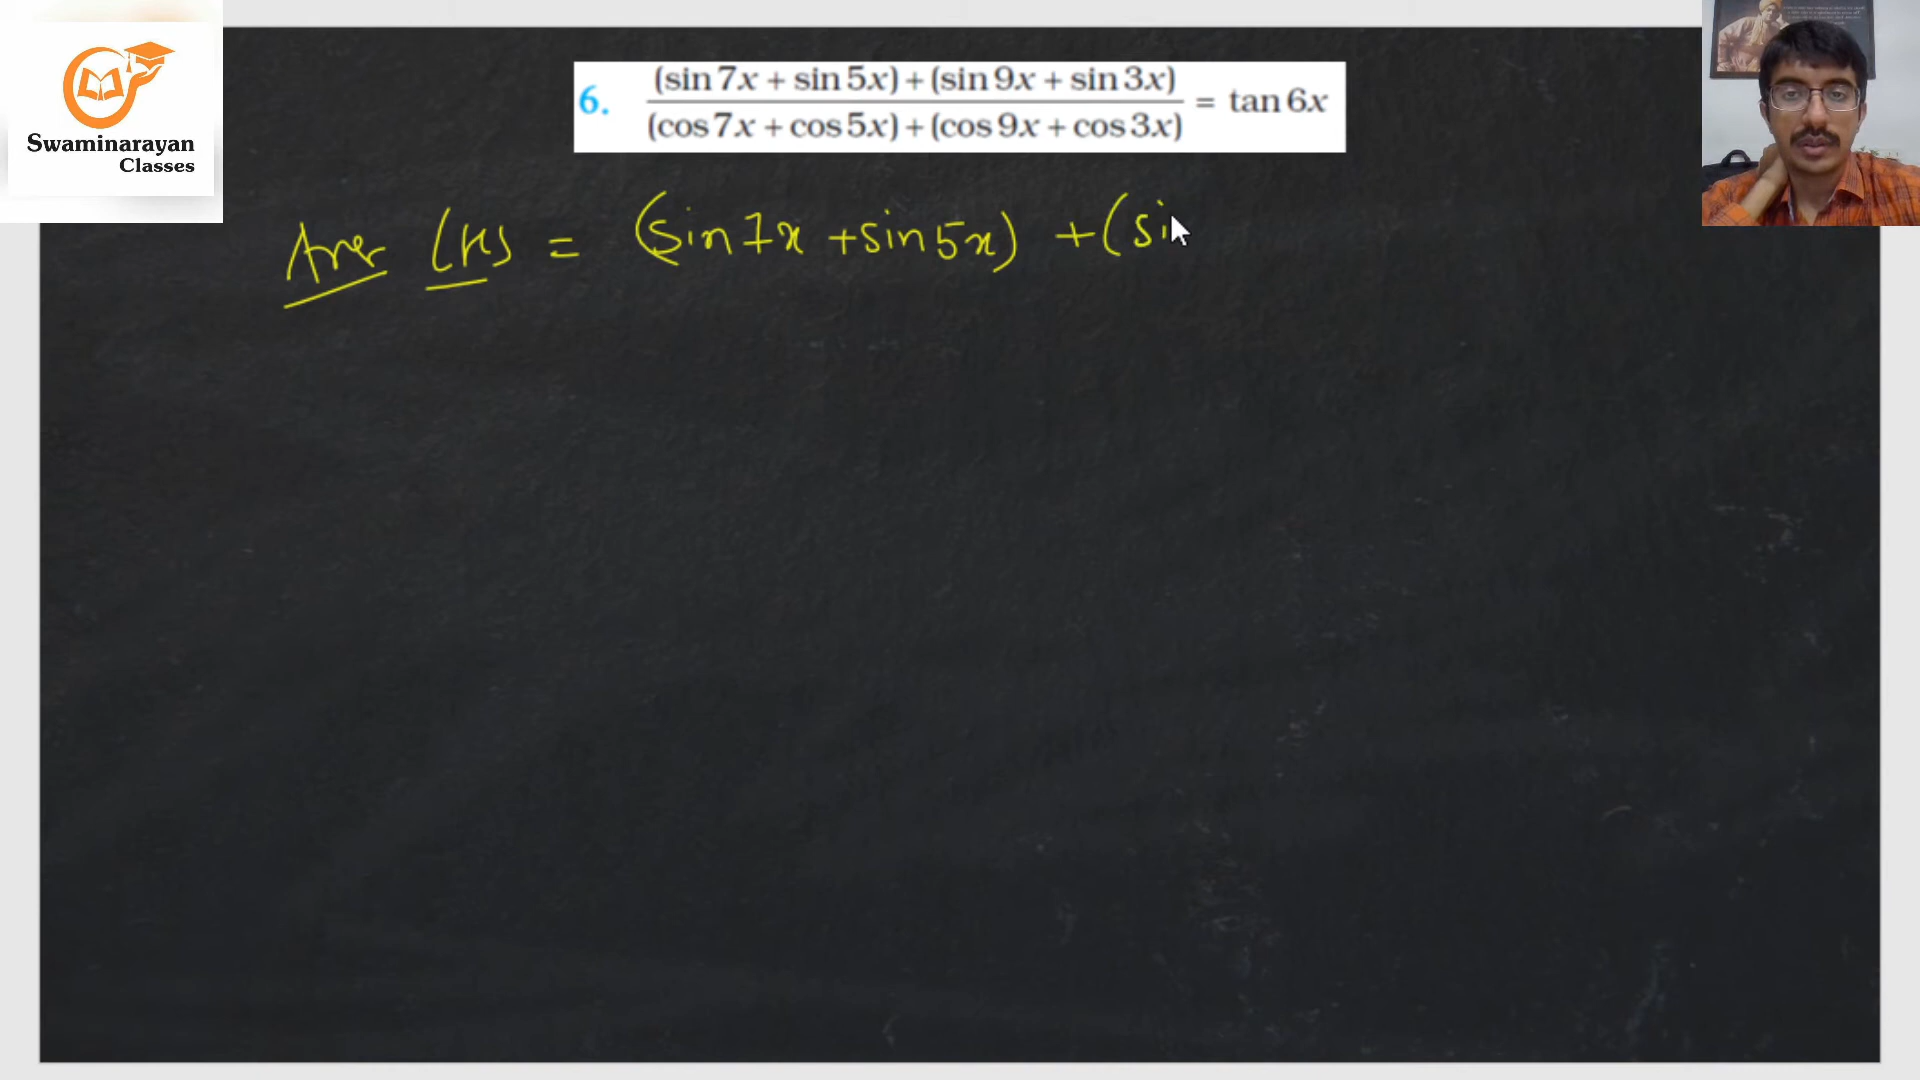 Swaminarayan
Classes
6. (sin 7x + sin 5x) + (sin 9x + sin 3x) / (cos 7x + cos 5x) + (cos 9x + cos 3x) = tan 6x
Ans LHS = (sin 7x + sin 5x) + (si